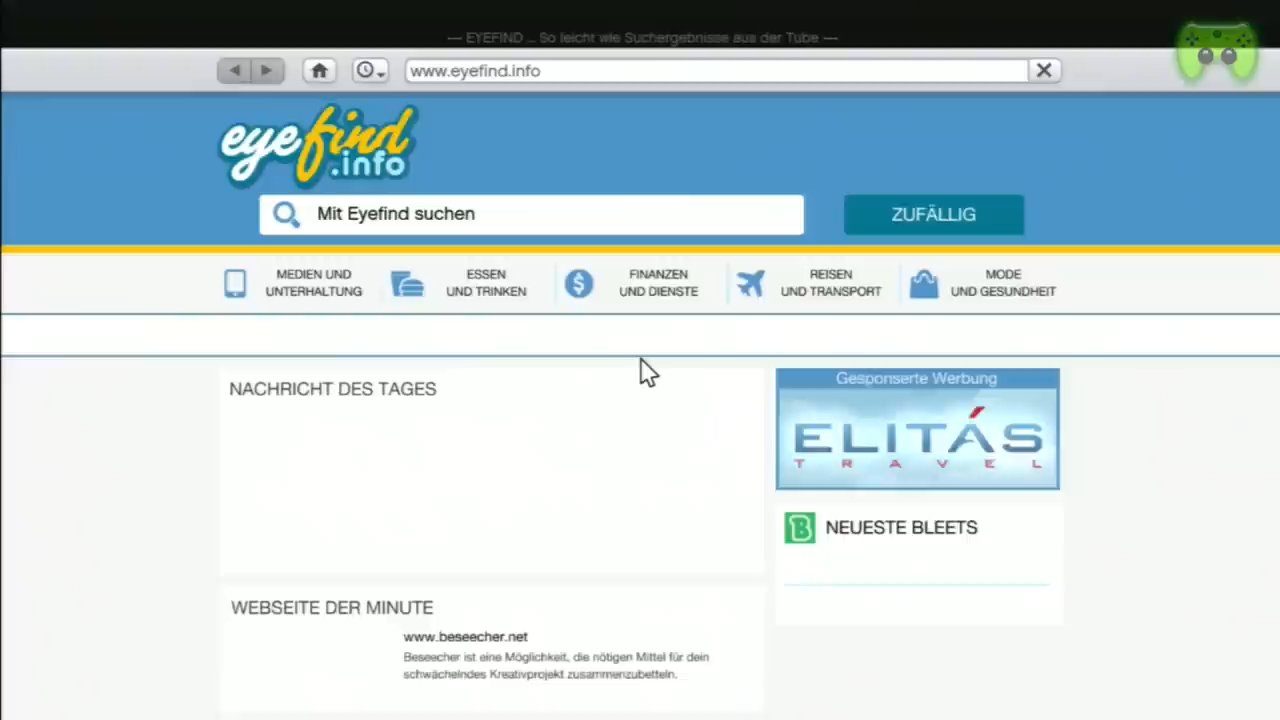 — EYEFIND ... So leicht wie Suchergebnisse aus der Tube —
www.eyefind.info
eyefind
.info
Mit Eyefind suchen
ZUFÄLLIG
MEDIEN UND
UNTERHALTUNG
ESSEN
UND TRINKEN
FINANZEN
UND DIENSTE
REISEN
UND TRANSPORT
MODE
UND GESUNDHEIT
NACHRICHT DES TAGES
Gesponserte Werbung
ELITÁS
TRAVEL
B NEUESTE BLEETS
WEBSEITE DER MINUTE
www.beseecher.net
Beseecher ist eine Möglichkeit, die nötigen Mittel für dein
schwächelndes Kreativprojekt zusammenzubetteln.